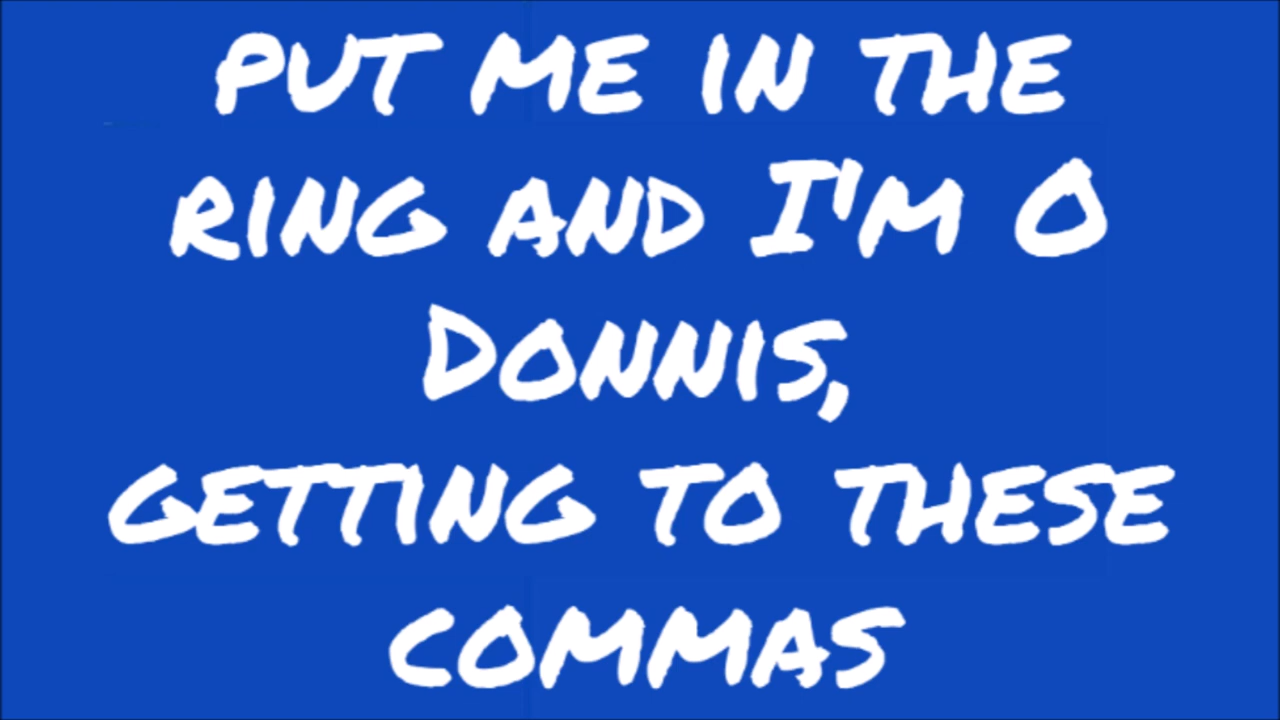 PUT ME IN THE
RING AND I'M O
DONNIS,
GETTING TO THESE
COMMAS